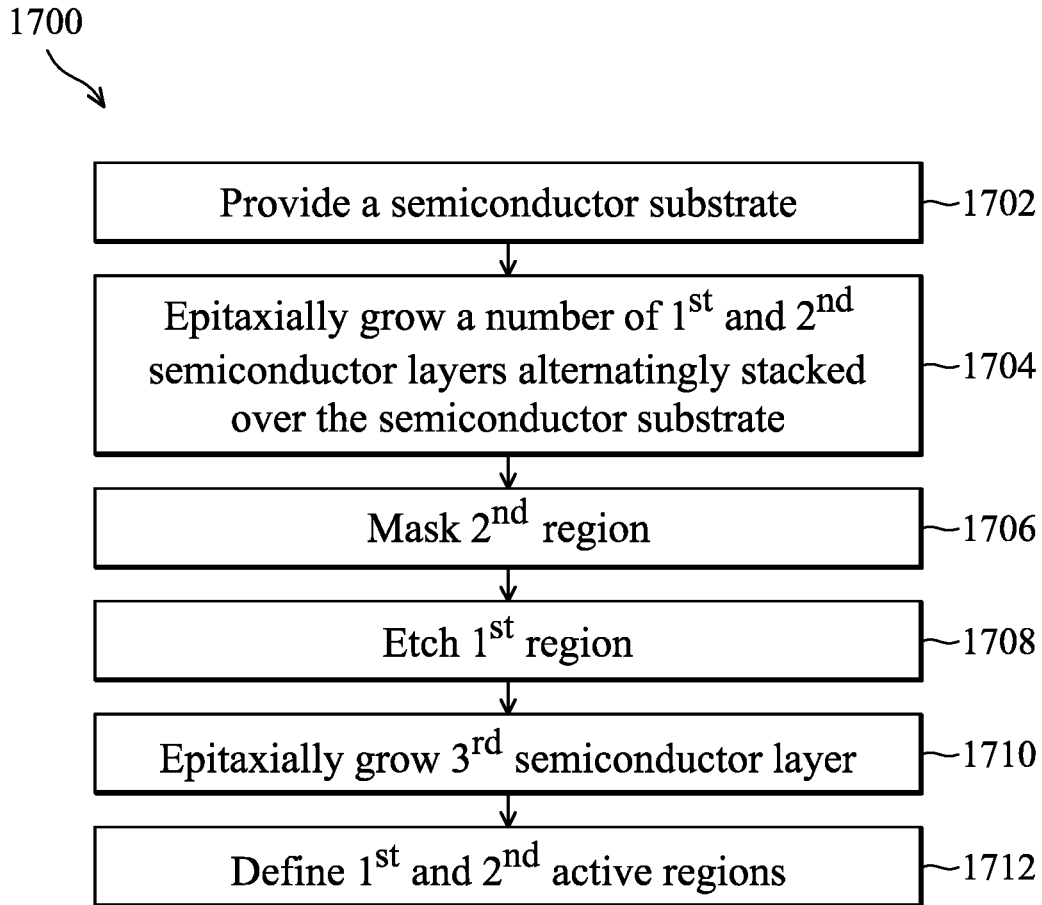 1700
Provide a semiconductor substrate
1702
Epitaxially grow a number of 1st and 2nd
semiconductor layers alternatingly stacked
over the semiconductor substrate
1704
Mask 2nd region
1706
Etch 1st region
1708
Epitaxially grow 3rd semiconductor layer
1710
Define 1st and 2nd active regions
1712